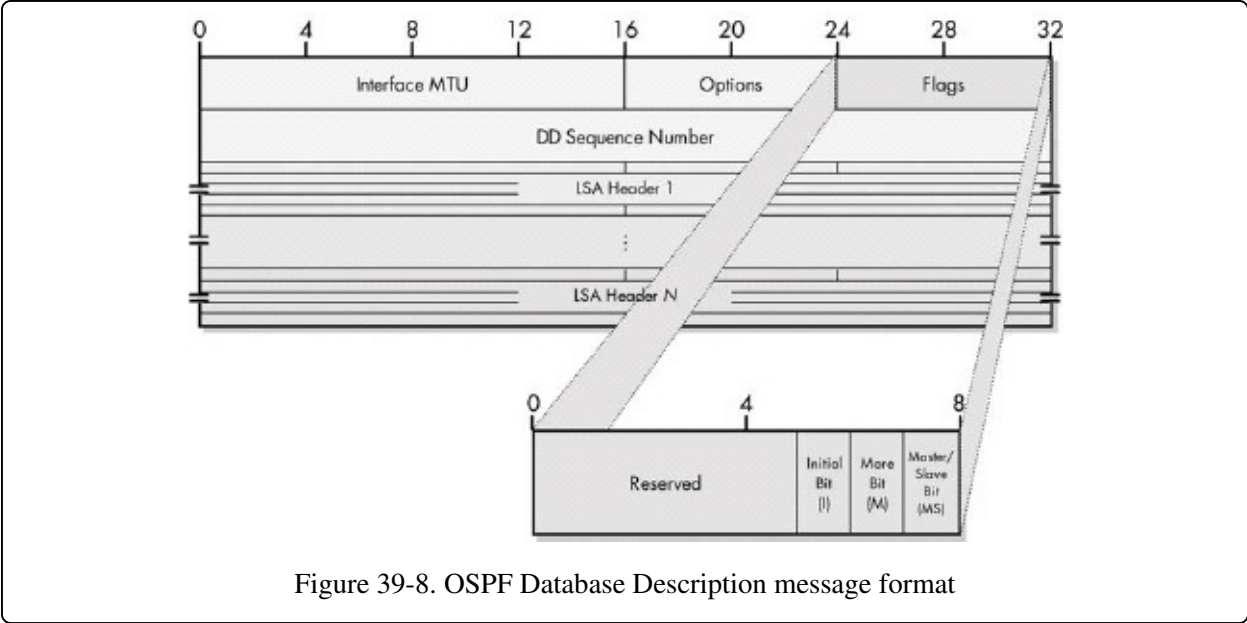 0 4 8 12 16 20 24 28 32
Interface MTU Options Flags
DD Sequence Number
LSA Header 1
⋮
LSA Header N
0 4 8
Reserved
Initial
Bit
(I)
More
Bit
(M)
Master/
Slave
Bit
(MS)
Figure 39-8. OSPF Database Description message format